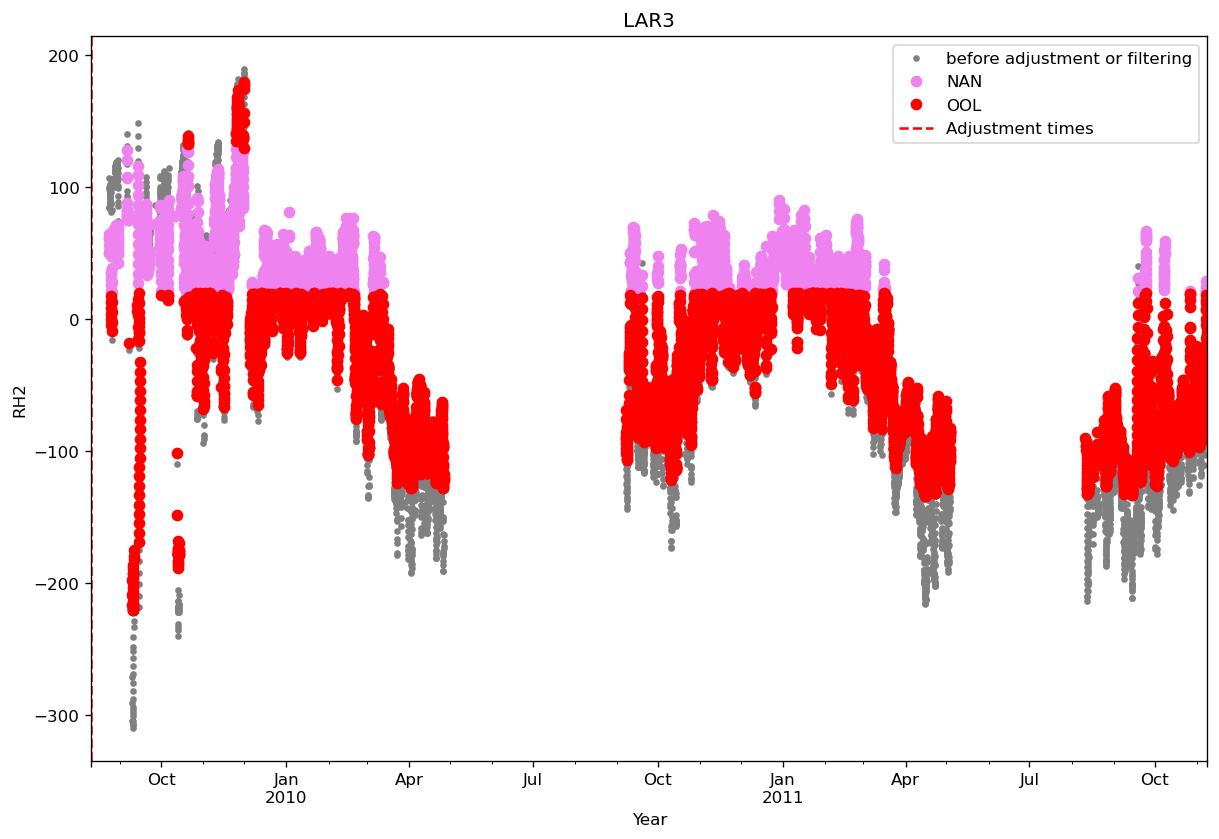 LAR3
before adjustment or filtering
NAN
OOL
Adjustment times
200
100
0
−100
−200
−300
RH2
Oct
Jan
2010
Apr
Jul
Oct
Jan
2011
Apr
Jul
Oct
Year